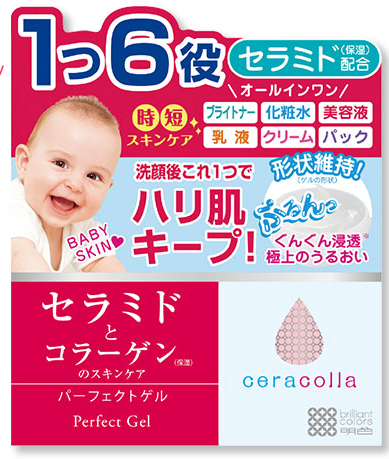 1つ6役
セラミド(保湿)配合
オールインワン
時短
スキンケア
ブライトナー 化粧水 美容液
乳液 クリーム パック
洗顔後これ1つで
ハリ肌
キープ!
形状維持!
(ゲルの形状)
ぷるんっ
ぐんぐん浸透※
極上のうるおい
BABY
SKIN
セラミド
と
コラーゲン(保湿)
のスキンケア
パーフェクトゲル
Perfect Gel
ceracolla
brilliant
colors
明色